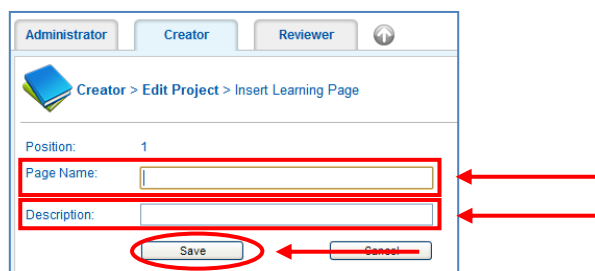 Administrator Creator Reviewer
Creator > Edit Project > Insert Learning Page
Position: 1
Page Name:
Description:
Save Cancel